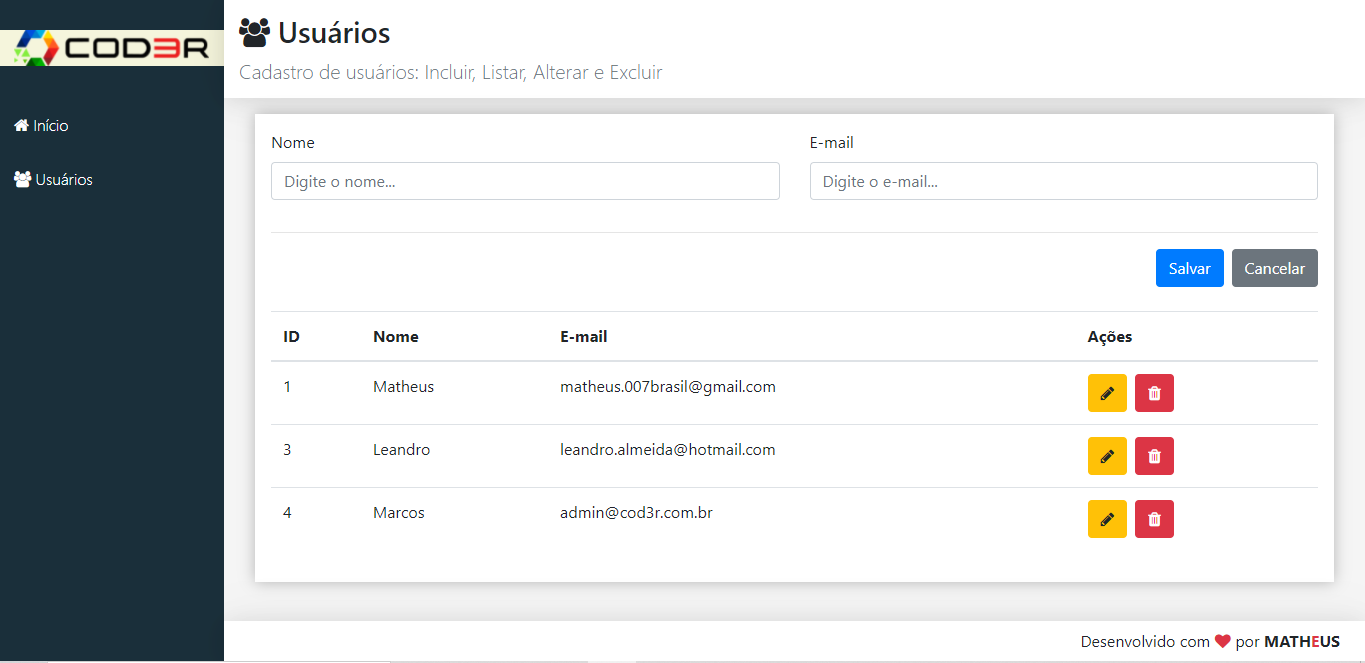 COD3R
Início
Usuários
Usuários
Cadastro de usuários: Incluir, Listar, Alterar e Excluir
Nome E-mail
Digite o nome... Digite o e-mail...
Salvar Cancelar
ID Nome E-mail Ações
1 Matheus matheus.007brasil@gmail.com
3 Leandro leandro.almeida@hotmail.com
4 Marcos admin@cod3r.com.br
Desenvolvido com ❤ por MATHEUS